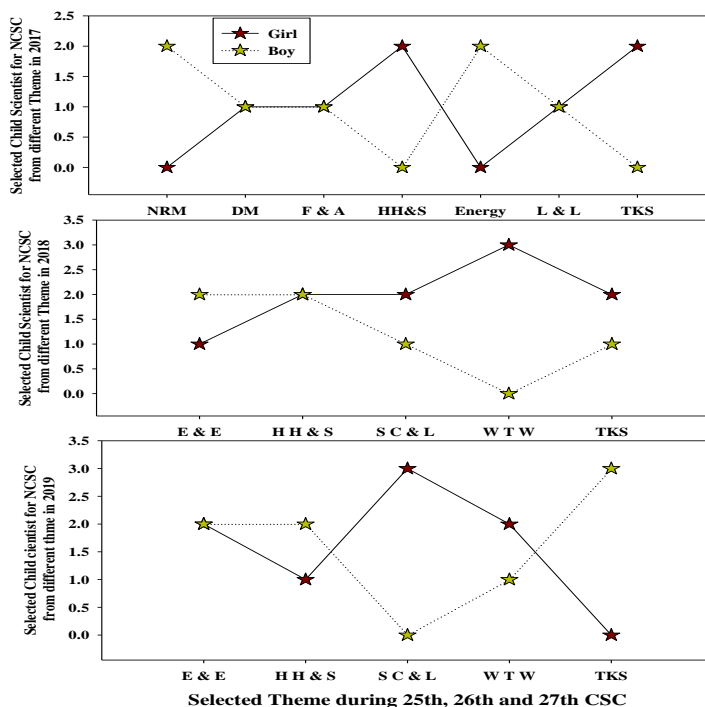 Selected Child Scientist for NCSC
from different Theme in 2017
2.5
2.0
1.5
1.0
0.5
0.0
Girl
Boy
NRM DM F & A HH&S Energy L & L TKS
Selected Child Scientist for NCSC
from different Theme in 2018
3.5
3.0
2.5
2.0
1.5
1.0
0.5
0.0
E & E H H & S S C & L W T W TKS
Selected Child cientist for NCSC
from different thme in 2019
3.0
2.5
2.0
1.5
1.0
0.5
0.0
E & E H H & S S C & L W T W TKS
Selected Theme during 25th, 26th and 27th CSC